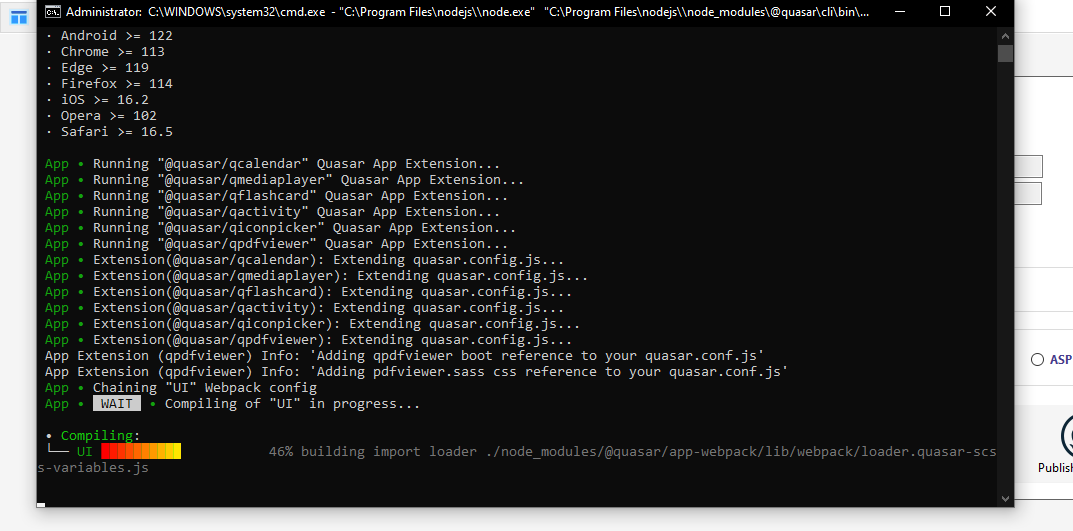 Administrator: C:\WINDOWS\system32\cmd.exe - "C:\Program Files\nodejs\\node.exe" "C:\Program Files\nodejs\\node_modules\@quasar\cli\bin\...
· Android >= 122
· Chrome >= 113
· Edge >= 119
· Firefox >= 114
· iOS >= 16.2
· Opera >= 102
· Safari >= 16.5
App • Running "@quasar/qcalendar" Quasar App Extension...
App • Running "@quasar/qmediaplayer" Quasar App Extension...
App • Running "@quasar/qflashcard" Quasar App Extension...
App • Running "@quasar/qactivity" Quasar App Extension...
App • Running "@quasar/qiconpicker" Quasar App Extension...
App • Running "@quasar/qpdfviewer" Quasar App Extension...
App • Extension(@quasar/qcalendar): Extending quasar.config.js...
App • Extension(@quasar/qmediaplayer): Extending quasar.config.js...
App • Extension(@quasar/qflashcard): Extending quasar.config.js...
App • Extension(@quasar/qactivity): Extending quasar.config.js...
App • Extension(@quasar/qiconpicker): Extending quasar.config.js...
App • Extension(@quasar/qpdfviewer): Extending quasar.config.js...
App Extension (qpdfviewer) Info: 'Adding qpdfviewer boot reference to your quasar.conf.js'
App Extension (qpdfviewer) Info: 'Adding pdfviewer.sass css reference to your quasar.conf.js'
App • Chaining "UI" Webpack config
App • WAIT • Compiling of "UI" in progress...
• Compiling:
└── UI 46% building import loader ./node_modules/@quasar/app-webpack/lib/webpack/loader.quasar-scs
s-variables.js
ASP
Publish